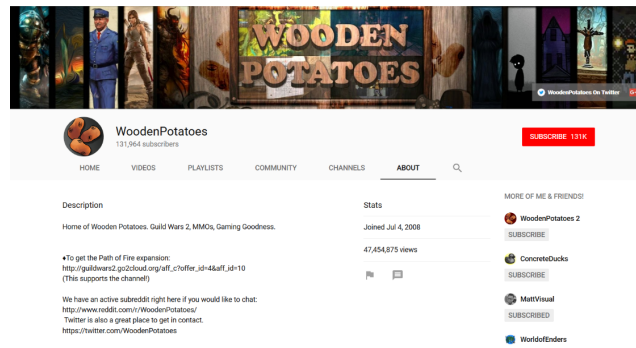 WOODEN
POTATOES
WoodenPotatoes On Twitter
WoodenPotatoes
131,964 subscribers
SUBSCRIBE 131K
HOME VIDEOS PLAYLISTS COMMUNITY CHANNELS ABOUT
Description
Home of Wooden Potatoes. Guild Wars 2, MMOs, Gaming Goodness.
♦To get the Path of Fire expansion:
http://guildwars2.go2cloud.org/aff_c?offer_id=4&aff_id=10
(This supports the channel!)
We have an active subreddit right here if you would like to chat:
http://www.reddit.com/r/WoodenPotatoes/
Twitter is also a great place to get in contact.
https://twitter.com/WoodenPotatoes
Stats
Joined Jul 4, 2008
47,454,875 views
MORE OF ME & FRIENDS!
WoodenPotatoes 2
SUBSCRIBE
ConcreteDucks
SUBSCRIBE
MattVisual
SUBSCRIBED
WorldofEnders